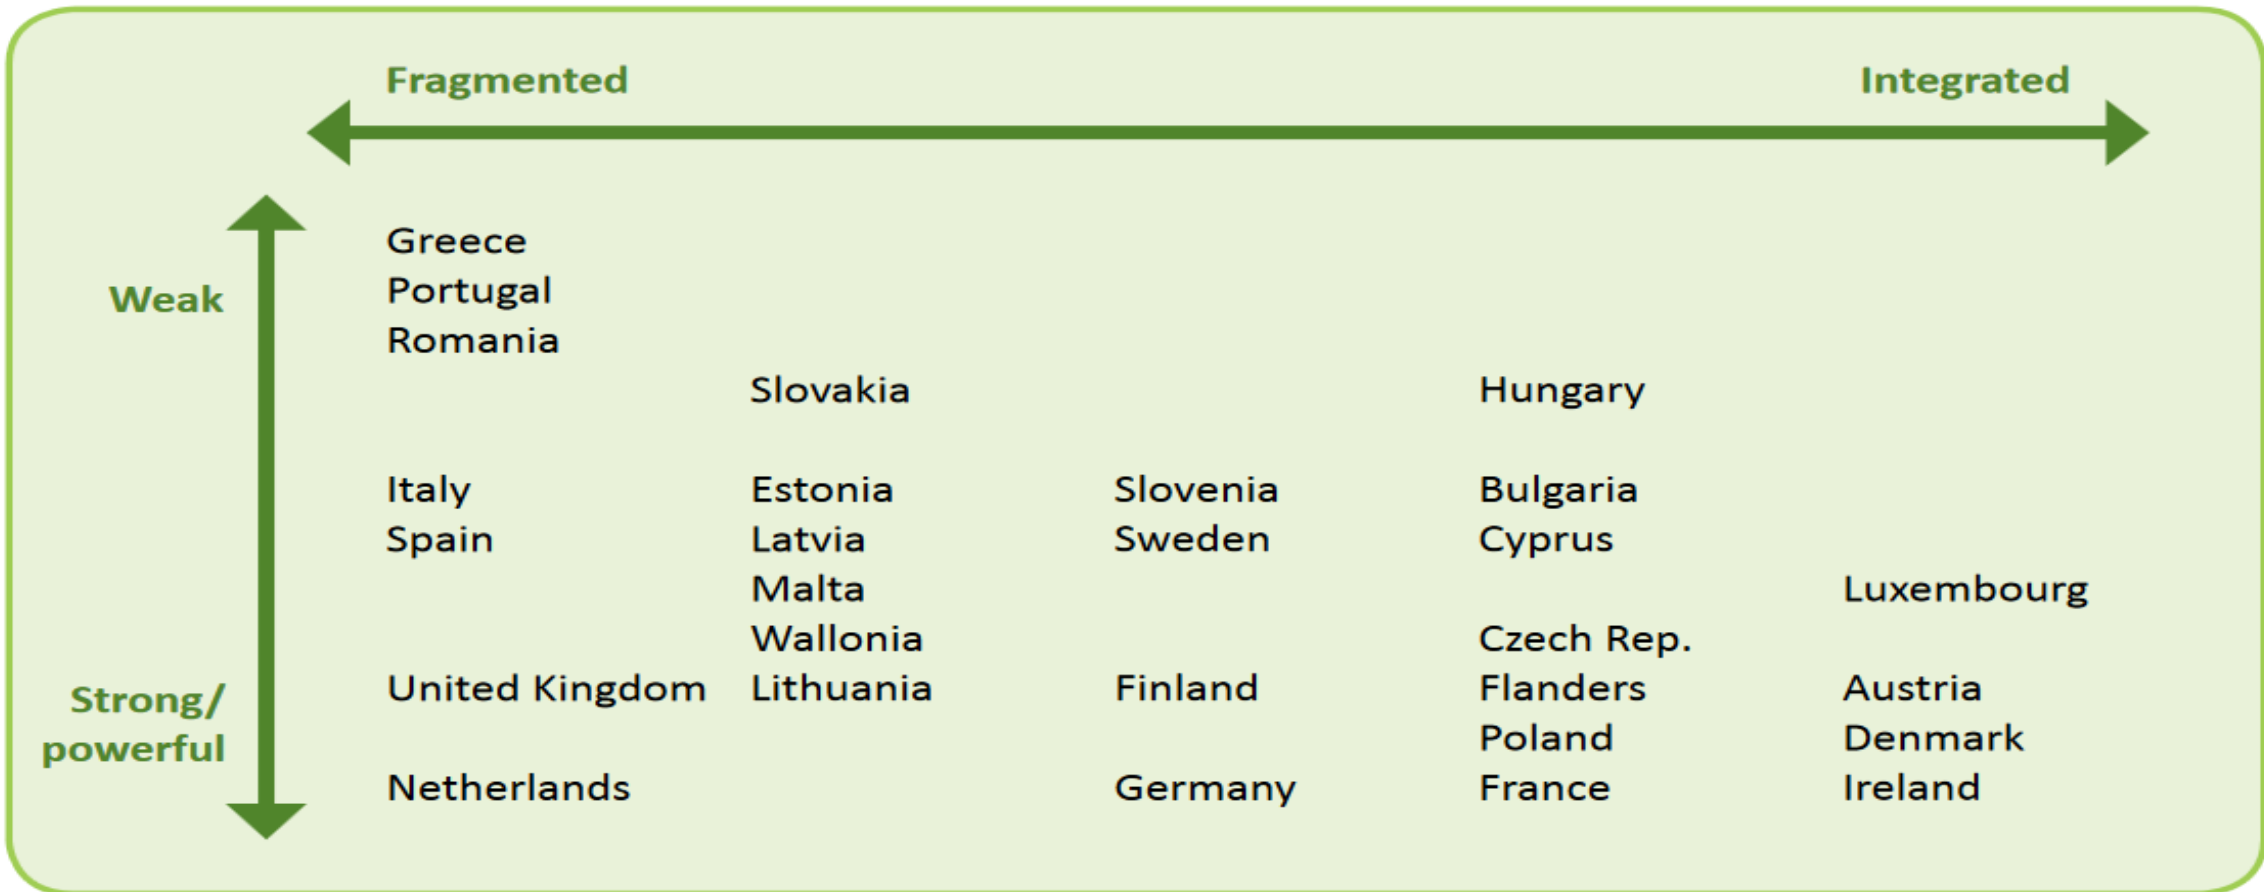 Fragmented Integrated
Greece
Weak Portugal
Romania
Slovakia Hungary
Italy Estonia Slovenia Bulgaria
Spain Latvia Sweden Cyprus
Malta Luxembourg
Wallonia Czech Rep.
Strong/ United Kingdom Lithuania Finland Flanders Austria
powerful Poland Denmark
Netherlands Germany France Ireland